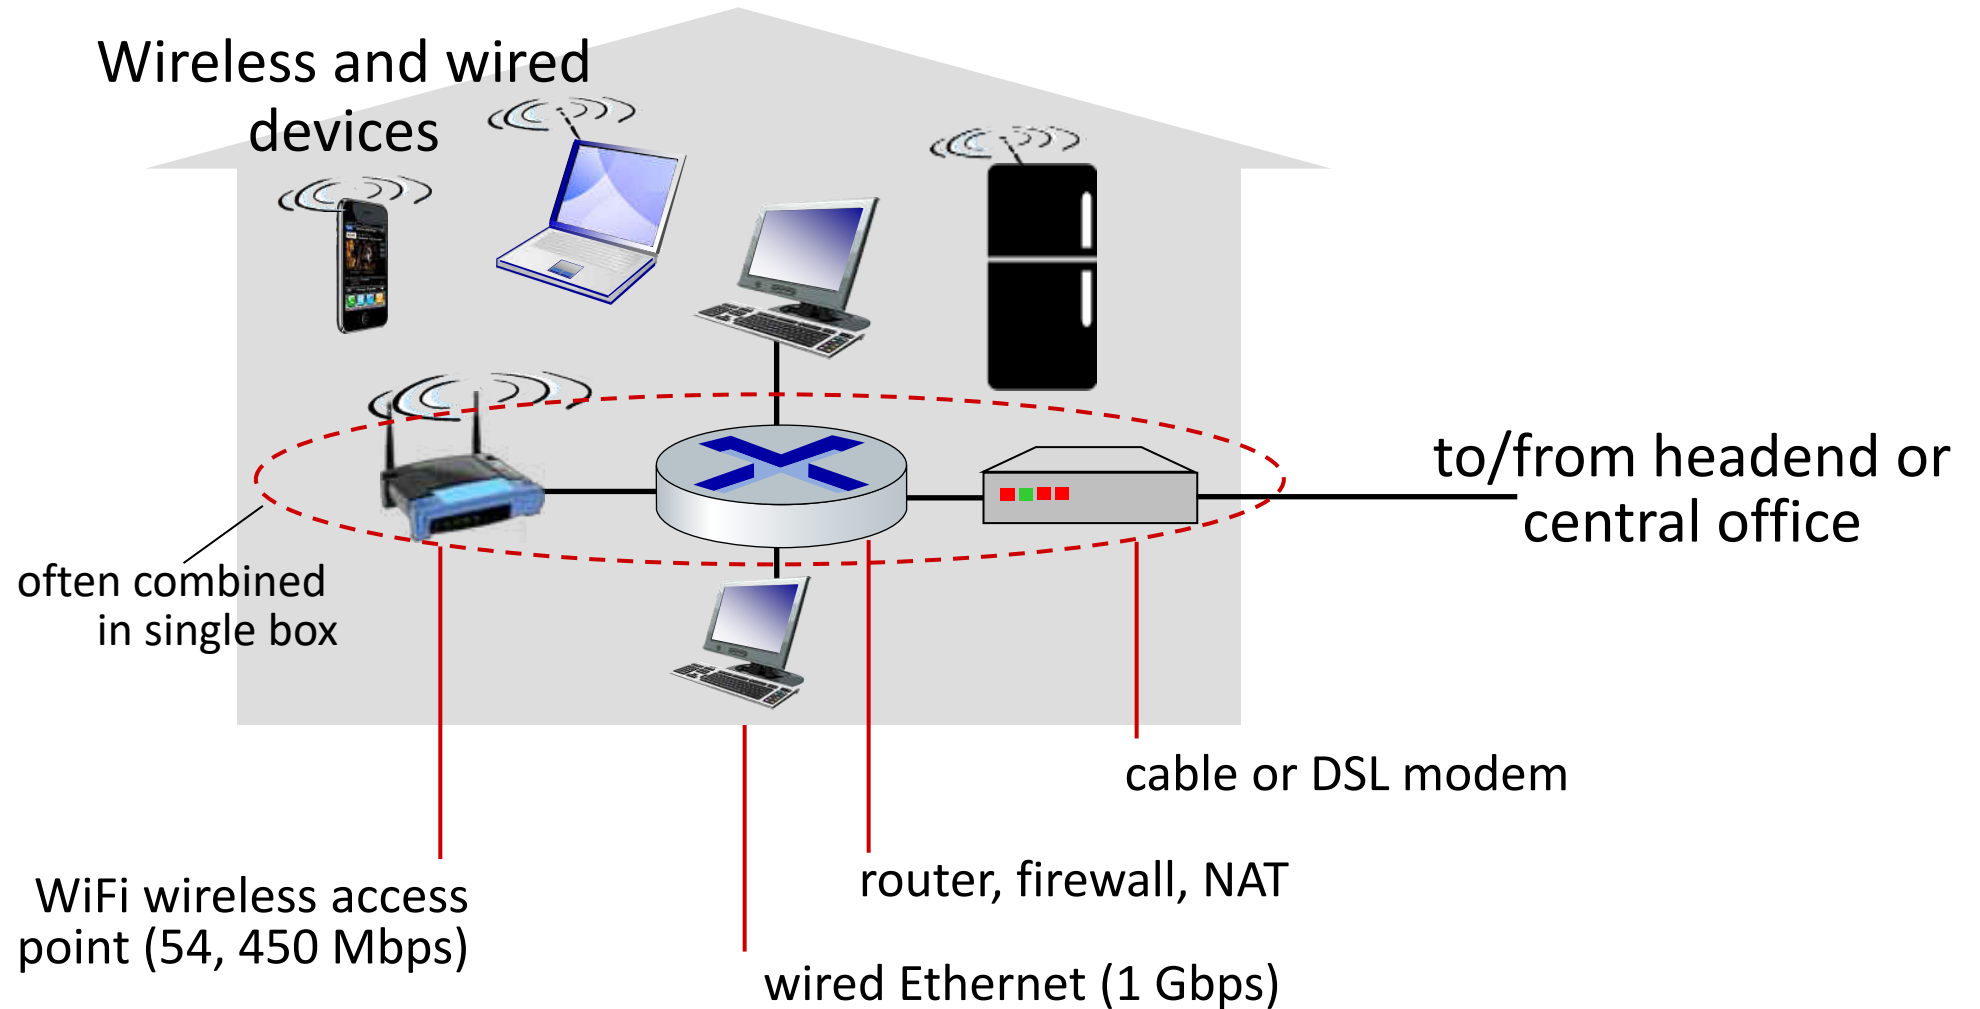 Wireless and wired
devices
to/from headend or
central office
often combined
in single box
cable or DSL modem
router, firewall, NAT
WiFi wireless access
point (54, 450 Mbps)
wired Ethernet (1 Gbps)